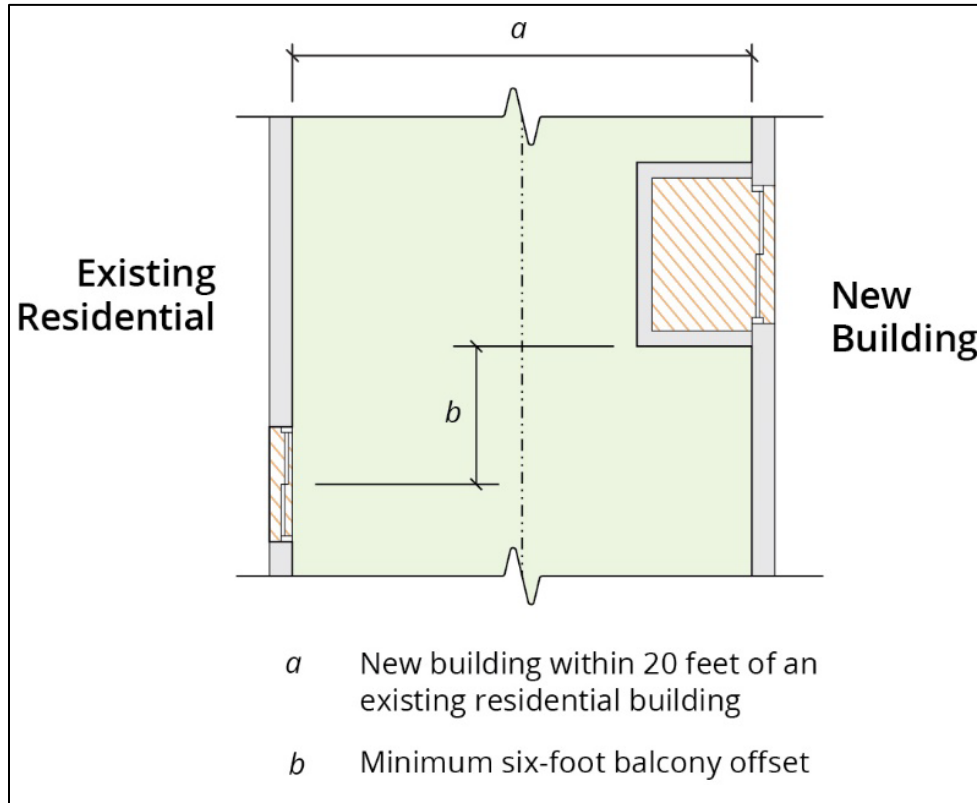 a
Existing
Residential
New
Building
b
a New building within 20 feet of an
existing residential building
b Minimum six-foot balcony offset